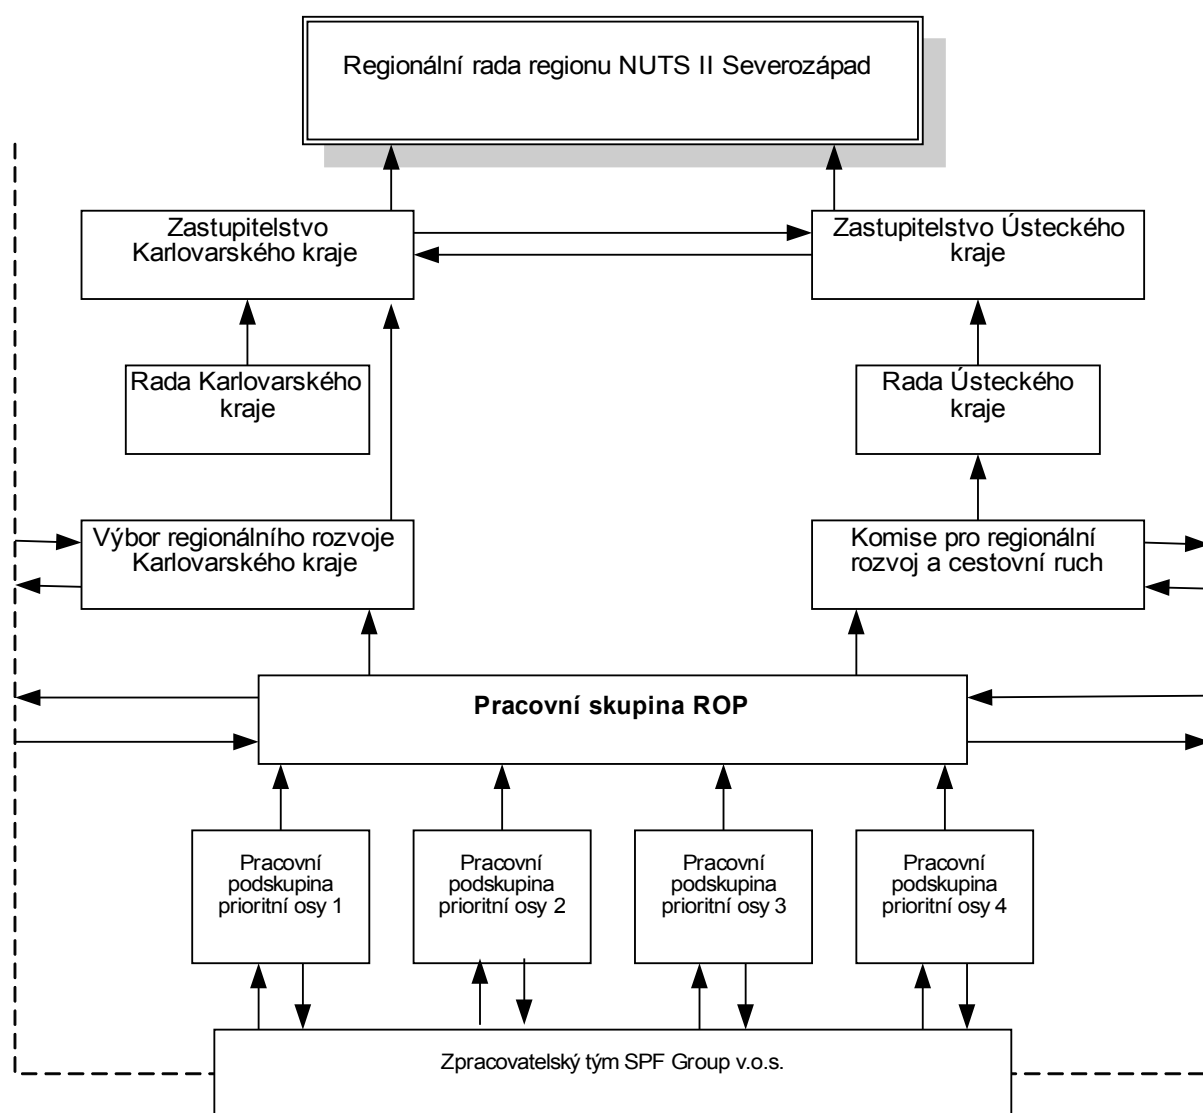 Regionální rada regionu NUTS II Severozápad
Zastupitelstvo
Karlovarského kraje
Zastupitelstvo Ústeckého
kraje
Rada Karlovarského
kraje
Rada Ústeckého
kraje
Výbor regionálního rozvoje
Karlovarského kraje
Komise pro regionální
rozvoj a cestovní ruch
Pracovní skupina ROP
Pracovní
podskupina
prioritní osy 1
Pracovní
podskupina
prioritní osy 2
Pracovní
podskupina
prioritní osy 3
Pracovní
podskupina
prioritní osy 4
Zpracovatelský tým SPF Group v.o.s.